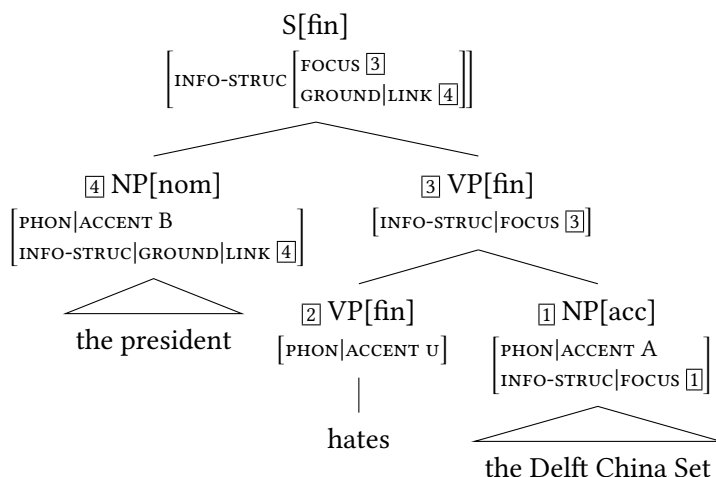 S[fin]
[INFO-STRUC [FOCUS 3
GROUND|LINK 4]]
4 NP[nom]
[PHON|ACCENT B
INFO-STRUC|GROUND|LINK 4]
3 VP[fin]
[INFO-STRUC|FOCUS 3]
the president
2 VP[fin]
[PHON|ACCENT U]
1 NP[acc]
[PHON|ACCENT A
INFO-STRUC|FOCUS 1]
hates
the Delft China Set